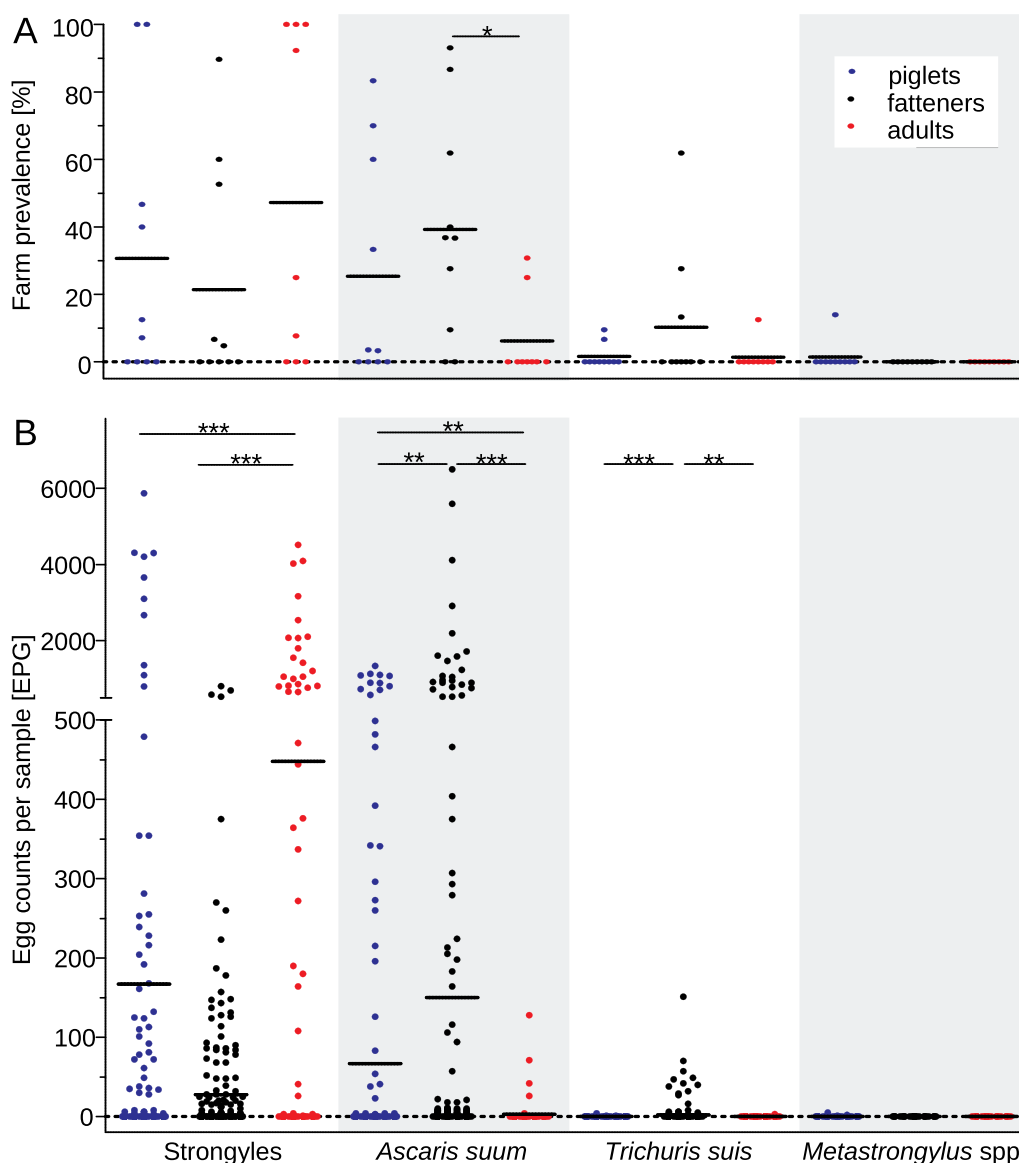 A
Farm prevalence [%]
100
80
60
40
20
0
*
piglets
fatteners
adults
B
Egg counts per sample [EPG]
6000
4000
2000
500
400
300
200
100
0
***
***
**
**
***
***
**
Strongyles
Ascaris suum
Trichuris suis
Metastrongylus spp